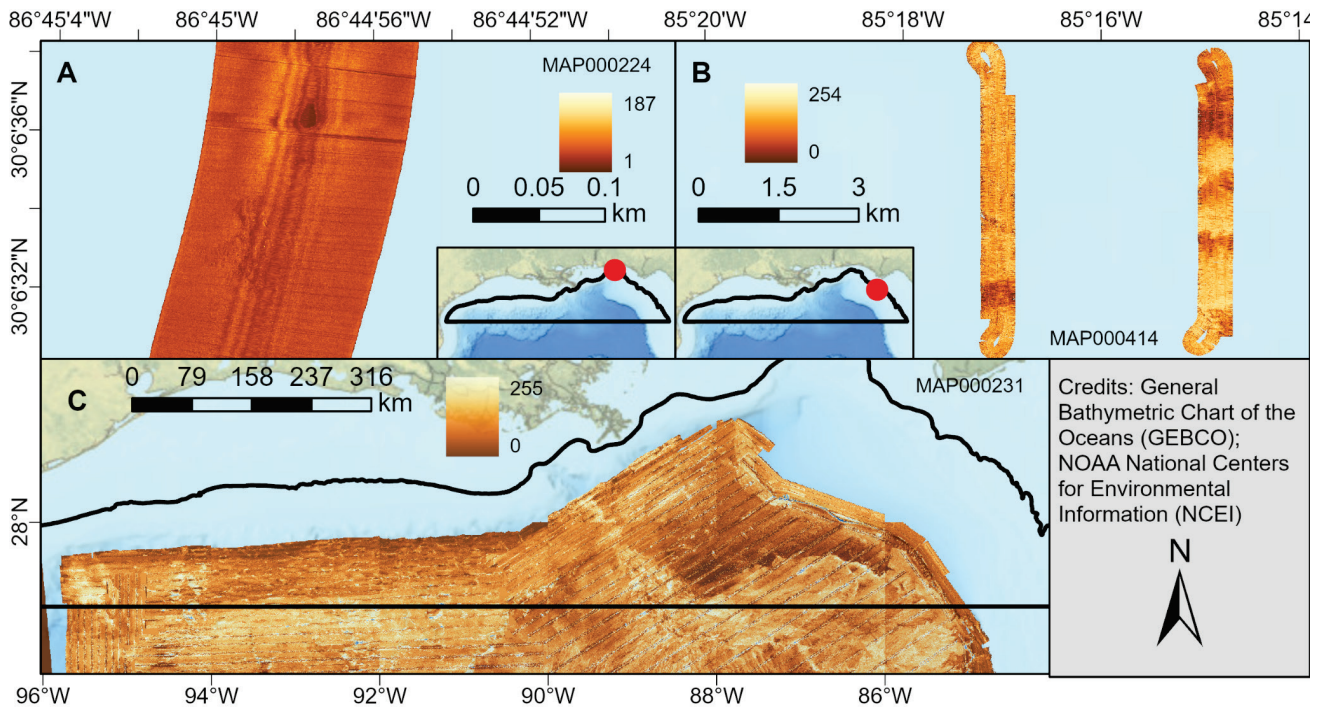 86°45'4"W 86°45'W 86°44'56"W 86°44'52"W 85°20'W 85°18'W 85°16'W 85°14
30°6'36"N
30°6'32"N
A
MAP000224
187
1
0 0.05 0.1
km
B
254
0
0 1.5 3
km
MAP000414
C
0 79 158 237 316
km
255
0
MAP000231
28°N
96°W 94°W 92°W 90°W 88°W 86°W
Credits: General
Bathymetric Chart of the
Oceans (GEBCO);
NOAA National Centers
for Environmental
Information (NCEI)
N